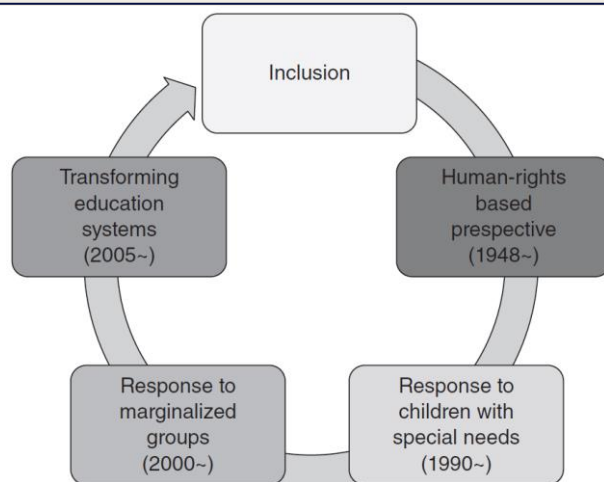 Inclusion
Human-rights
based
prespective
(1948~)
Response to
children with
special needs
(1990~)
Response to
marginalized
groups
(2000~)
Transforming
education
systems
(2005~)